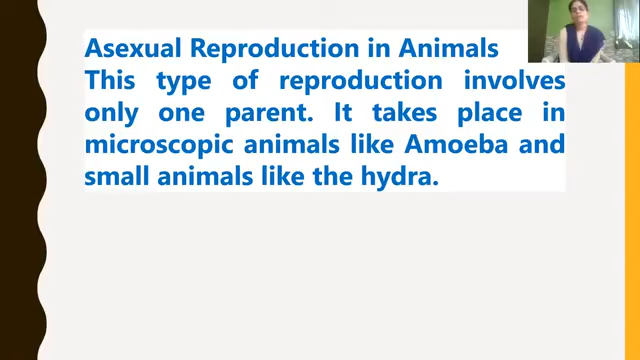 Asexual Reproduction in Animals
This type of reproduction involves
only one parent. It takes place in
microscopic animals like Amoeba and
small animals like the hydra.